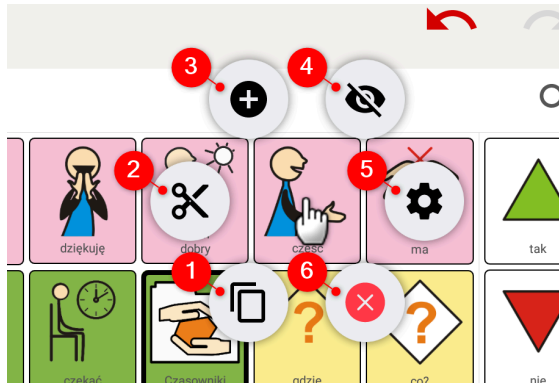 3
4
2
5
dziękuję
dobry
cześć
ma
tak
1
6
?
?
czekać
Czasowniki
gdzie
co?
nie